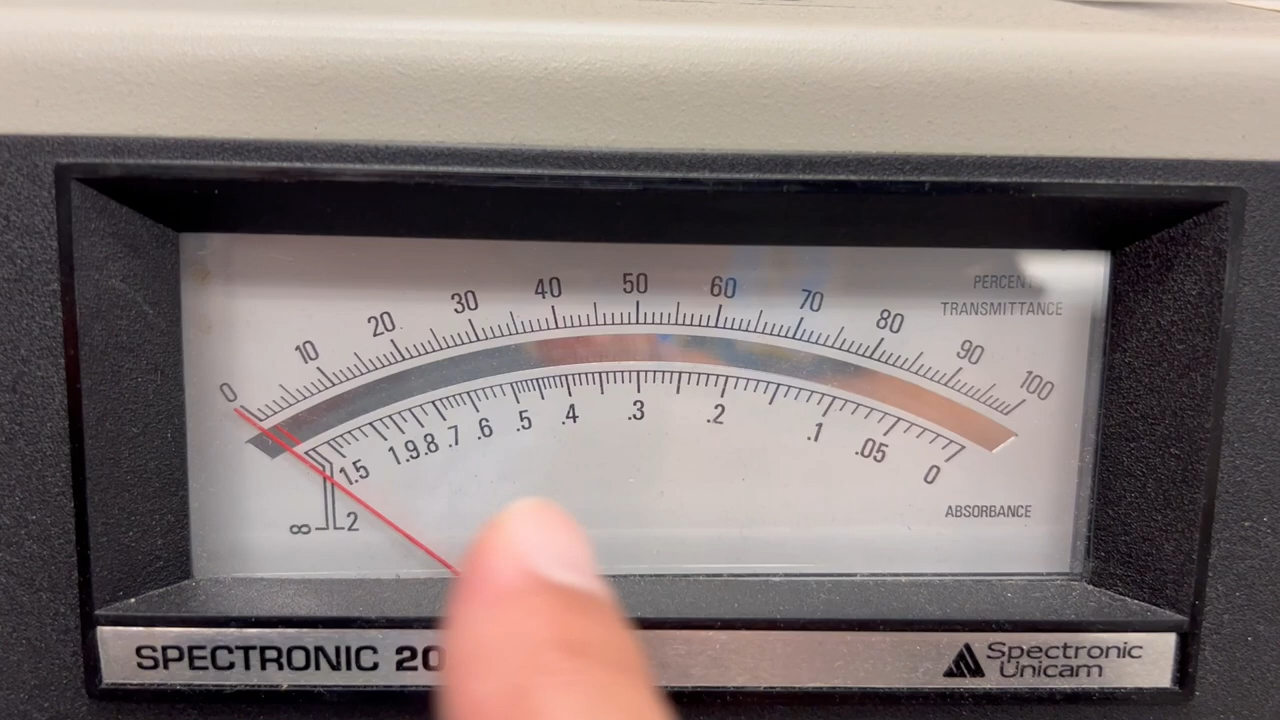 PERCENT
TRANSMITTANCE
0 10 20 30 40 50 60 70 80 90 100
∞ 2 1.5 1 .9 .8 .7 .6 .5 .4 .3 .2 .1 .05 0
ABSORBANCE
SPECTRONIC 20
Spectronic
Unicam